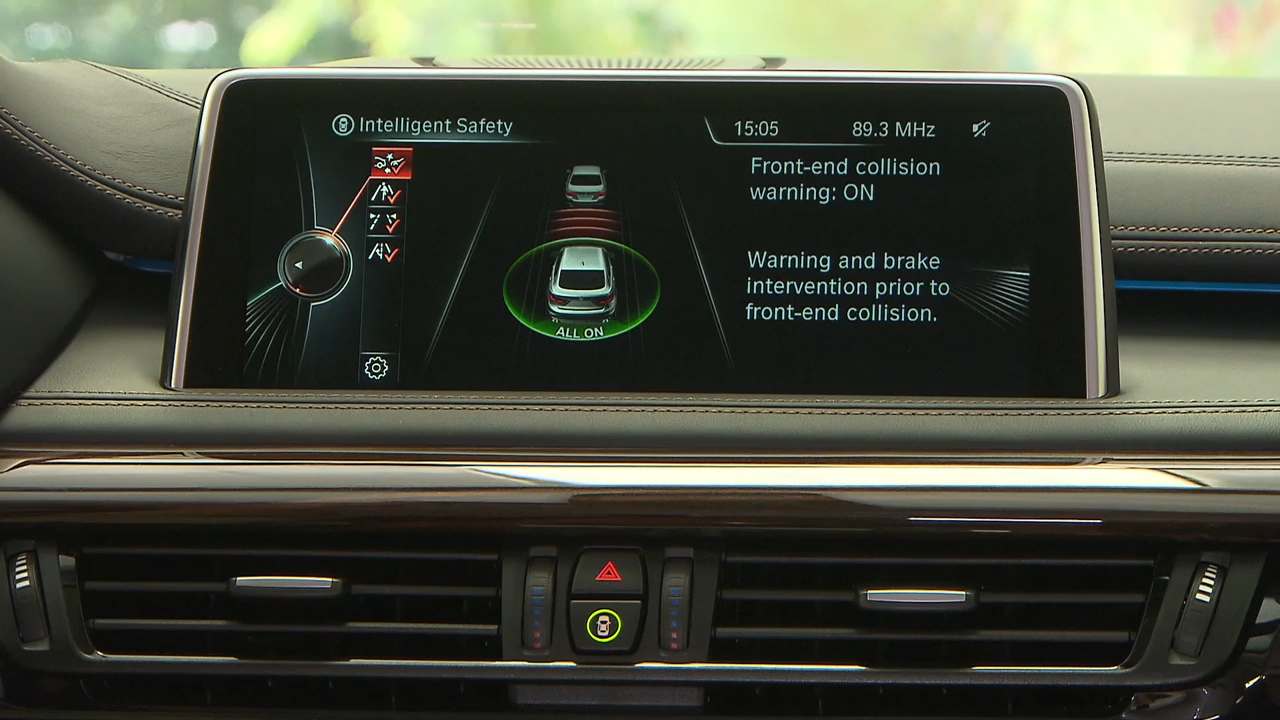 Intelligent Safety
15:05 89.3 MHz
Front-end collision
warning: ON
Warning and brake
intervention prior to
front-end collision.
ALL ON